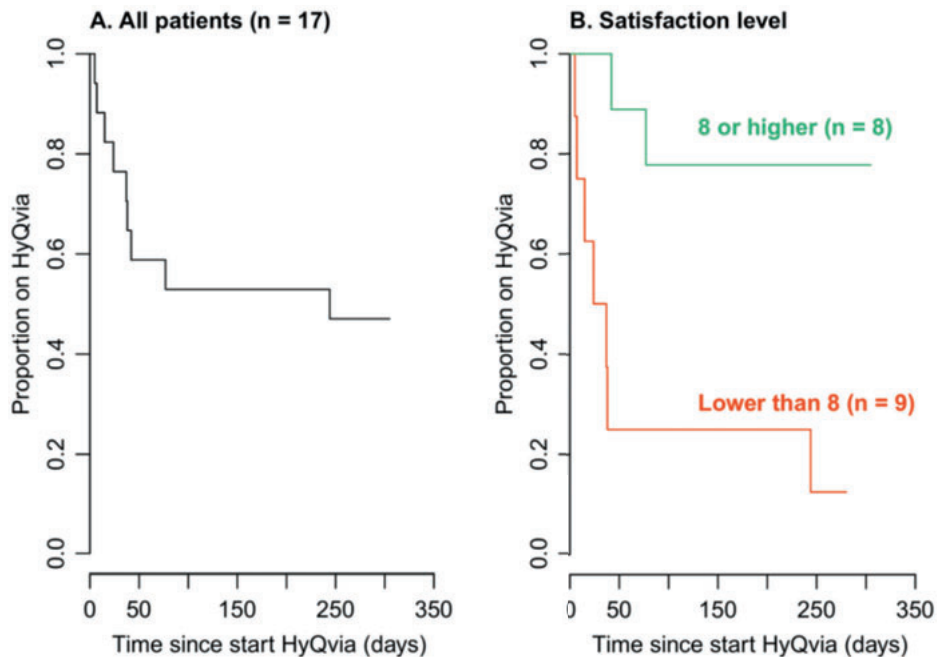 A. All patients (n = 17)
Proportion on HyQvia
1.0
0.8
0.6
0.4
0.2
0.0
0 50 150 250 350
Time since start HyQvia (days)
B. Satisfaction level
Proportion on HyQvia
1.0
0.8
0.6
0.4
0.2
0.0
8 or higher (n = 8)
Lower than 8 (n = 9)
0 50 150 250 350
Time since start HyQvia (days)